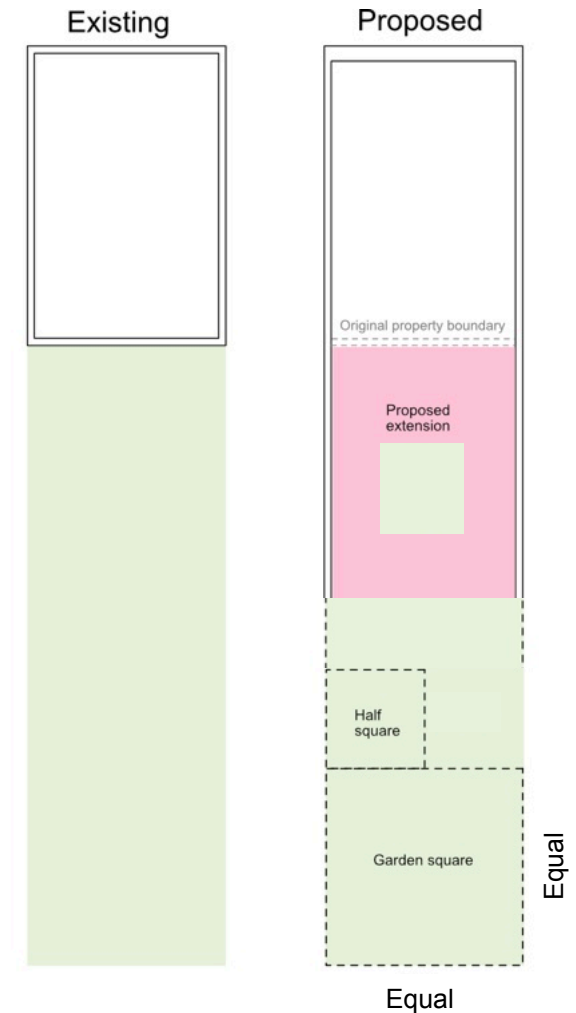 Existing
Proposed
Original property boundary
Proposed
extension
Half
square
Garden square
Equal
Equal